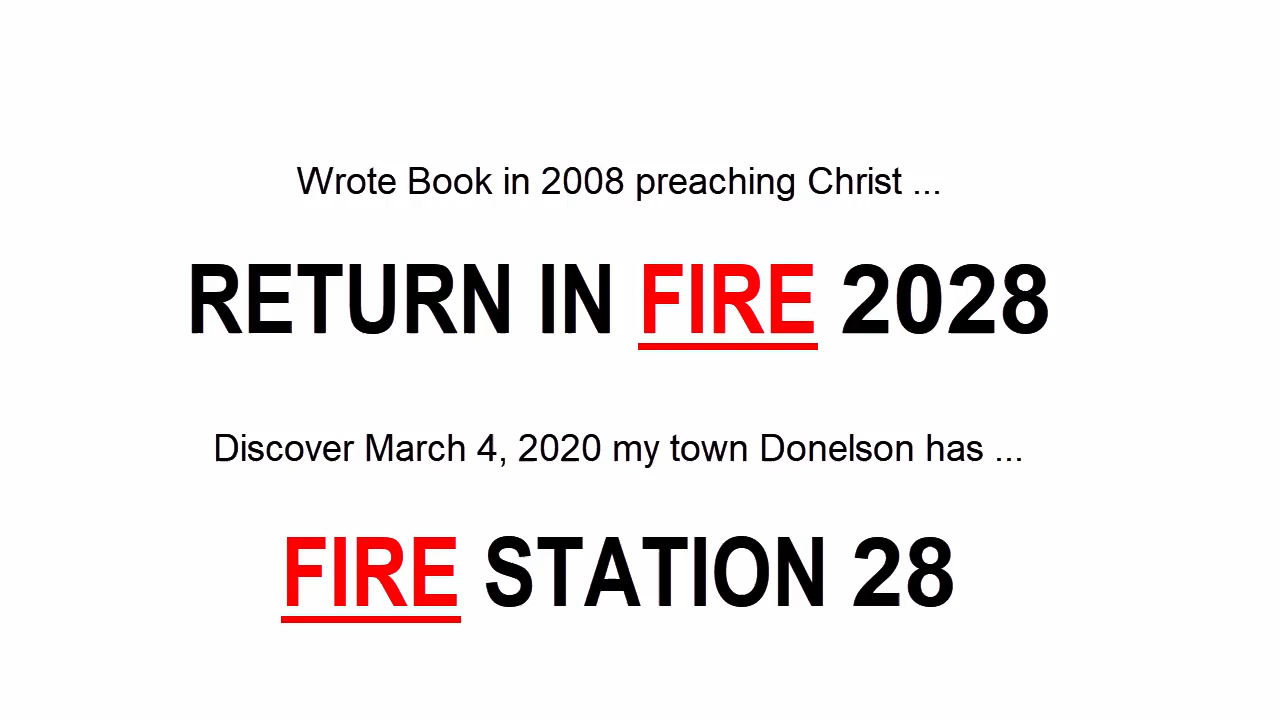 Wrote Book in 2008 preaching Christ ...
RETURN IN FIRE 2028
Discover March 4, 2020 my town Donelson has ...
FIRE STATION 28